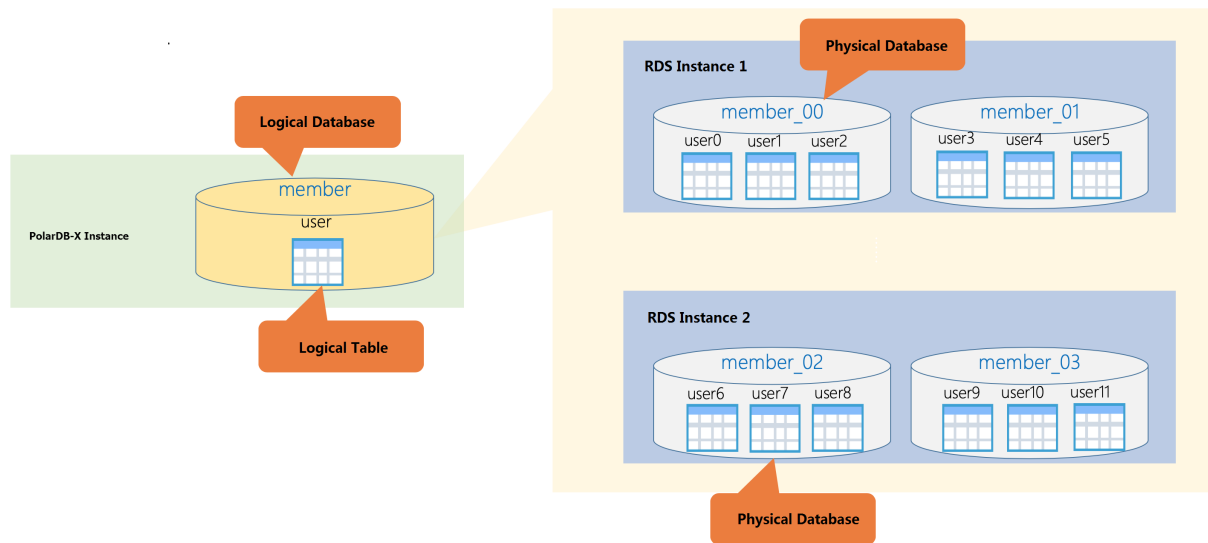 Physical Database
RDS Instance 1
member_00
member_01
user0 user1 user2
user3 user4 user5
Logical Database
member
user
PolarDB-X Instance
Logical Table
RDS Instance 2
member_02
member_03
user6 user7 user8
user9 user10 user11
Physical Database